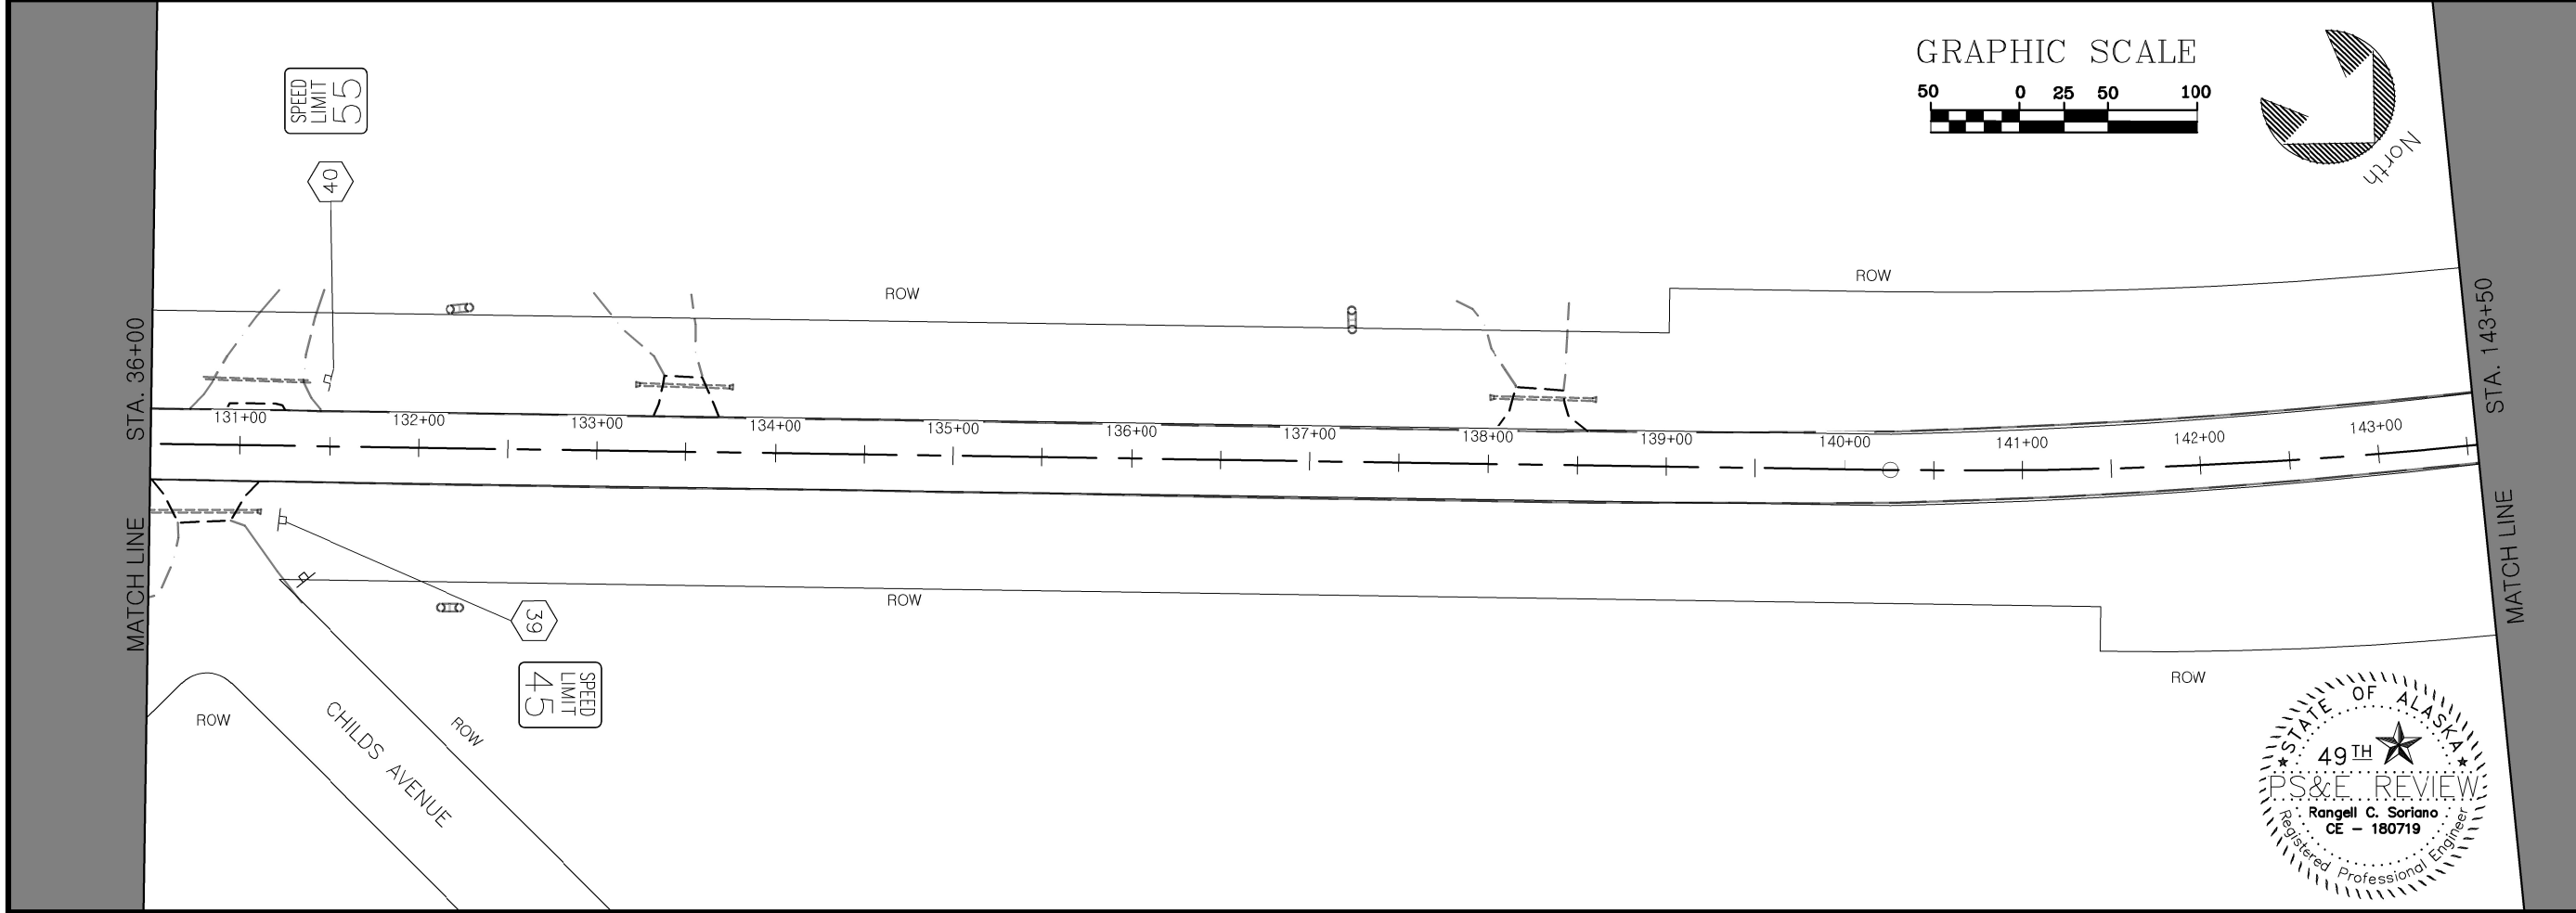 SPEED
LIMIT
55
40
GRAPHIC SCALE
50 0 25 50 100
North
ROW
ROW
MATCH LINE STA. 36+00
MATCH LINE STA. 143+50
131+00 132+00 133+00 134+00 135+00 136+00 137+00 138+00 139+00 140+00 141+00 142+00 143+00
39
SPEED
LIMIT
45
ROW
ROW
ROW
CHILDS AVENUE
ROW
STATE OF ALASKA
49TH
PS&E REVIEW
Rangell C. Soriano
CE - 180719
Registered Professional Engineer